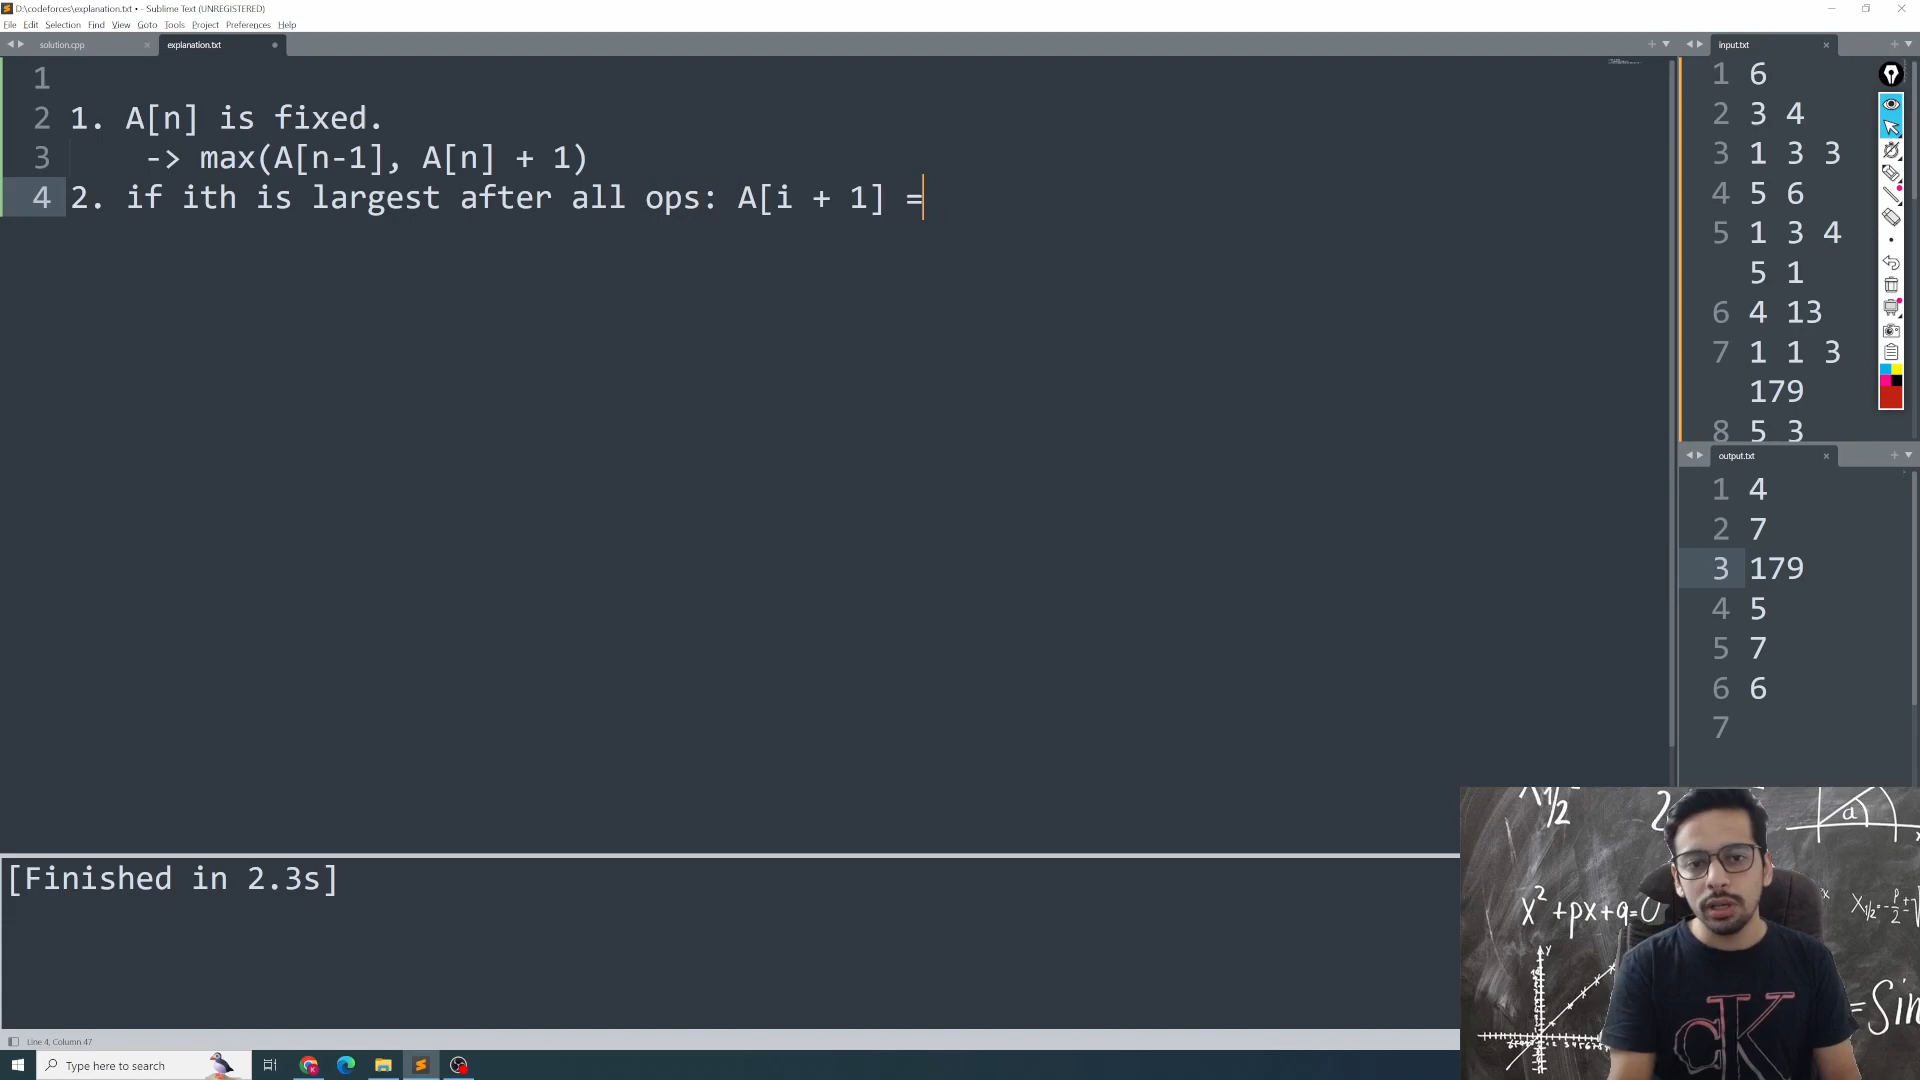 D:\codeforces\explanation.txt • - Sublime Text (UNREGISTERED)
File Edit Selection Find View Goto Tools Project Preferences Help
solution.cpp
explanation.txt
1
2 1. A[n] is fixed.
3 -> max(A[n-1], A[n] + 1)
4 2. if ith is largest after all ops: A[i + 1] =
input.txt
1 6
2 3 4
3 1 3 3
4 5 6
5 1 3 4
5 1
6 4 13
7 1 1 3
179
8 5 3
output.txt
1 4
2 7
3 179
4 5
5 7
6 6
7
[Finished in 2.3s]
a
x² +px+q=0
y
Line 4, Column 47
Type here to search